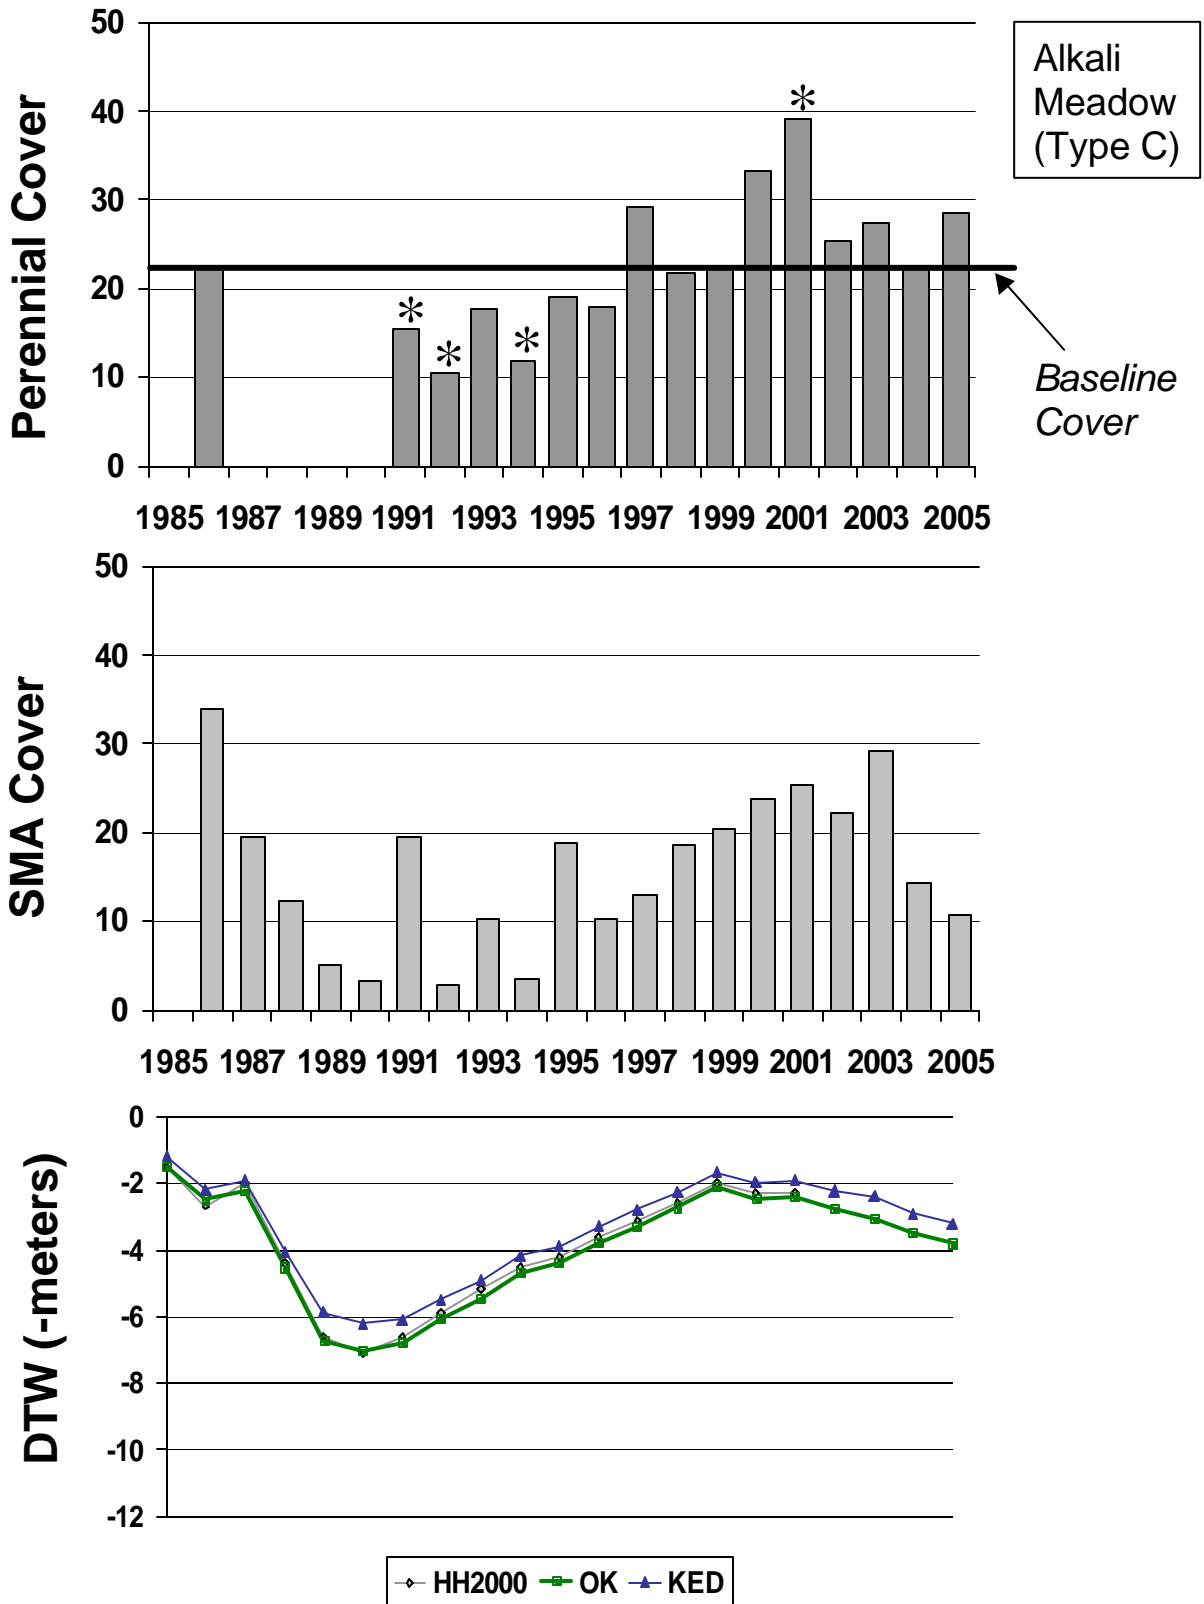 Perennial Cover
50
40
30
20
10
0
* * * *
Alkali
Meadow
(Type C)
Baseline
Cover
1985 1987 1989 1991 1993 1995 1997 1999 2001 2003 2005
SMA Cover
50
40
30
20
10
0
1985 1987 1989 1991 1993 1995 1997 1999 2001 2003 2005
DTW (-meters)
0
-2
-4
-6
-8
-10
-12
HH2000 OK KED